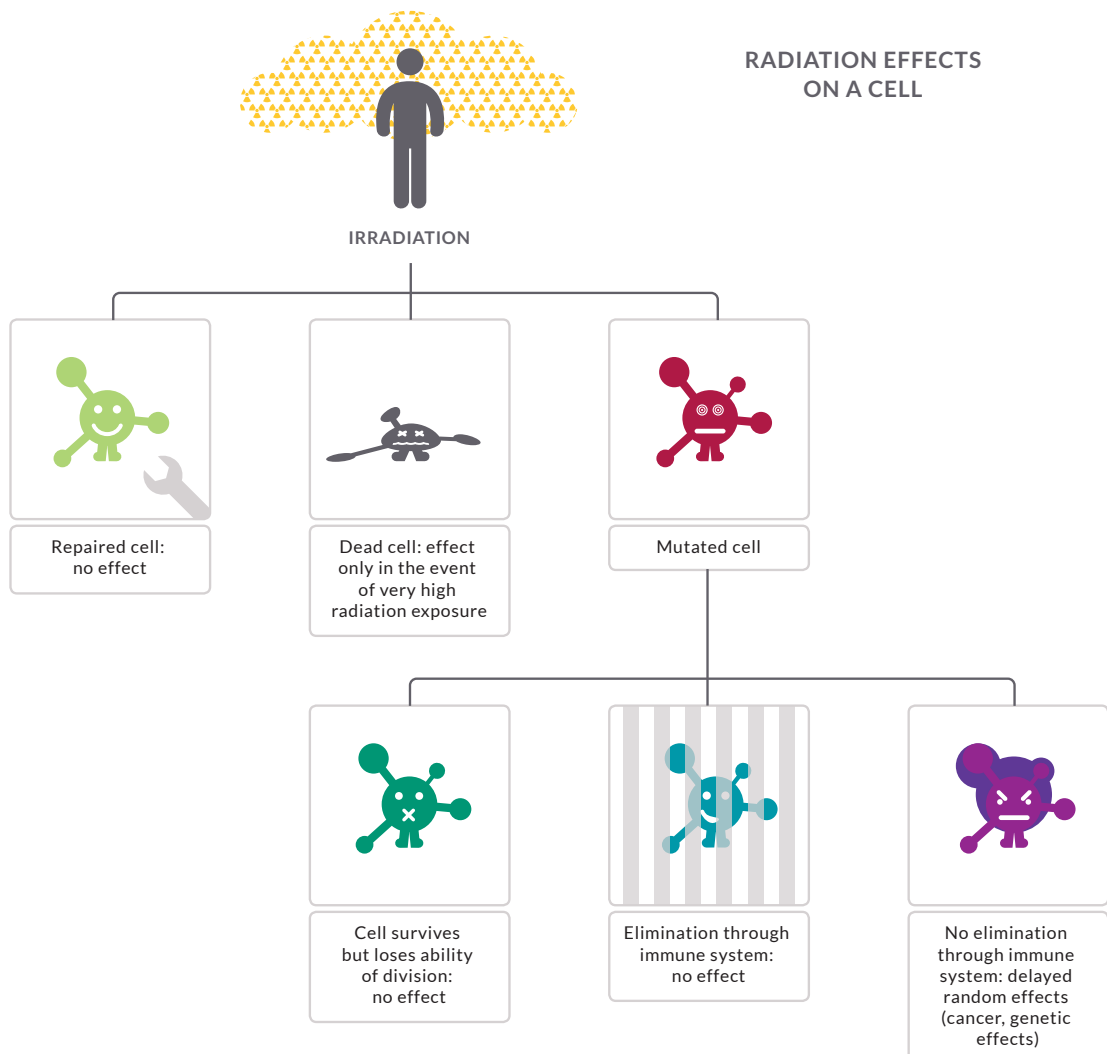 RADIATION EFFECTS
ON A CELL
IRRADIATION
Repaired cell:
no effect
Dead cell: effect
only in the event
of very high
radiation exposure
Mutated cell
Cell survives
but loses ability
of division:
no effect
Elimination through
immune system:
no effect
No elimination
through immune
system: delayed
random effects
(cancer, genetic
effects)